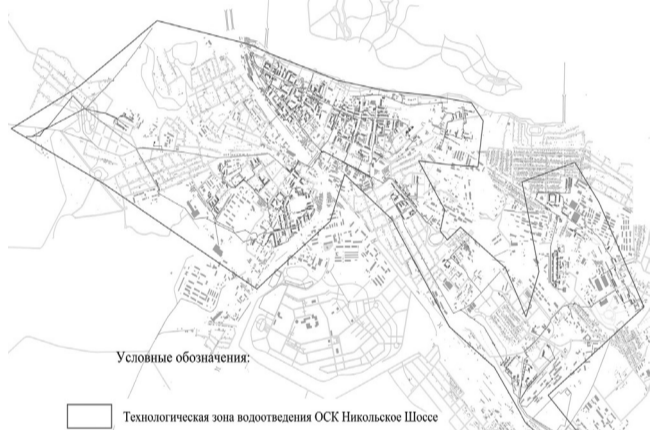 Условные обозначения:
Технологическая зона водоотведения ОСК Никольское Шоссе